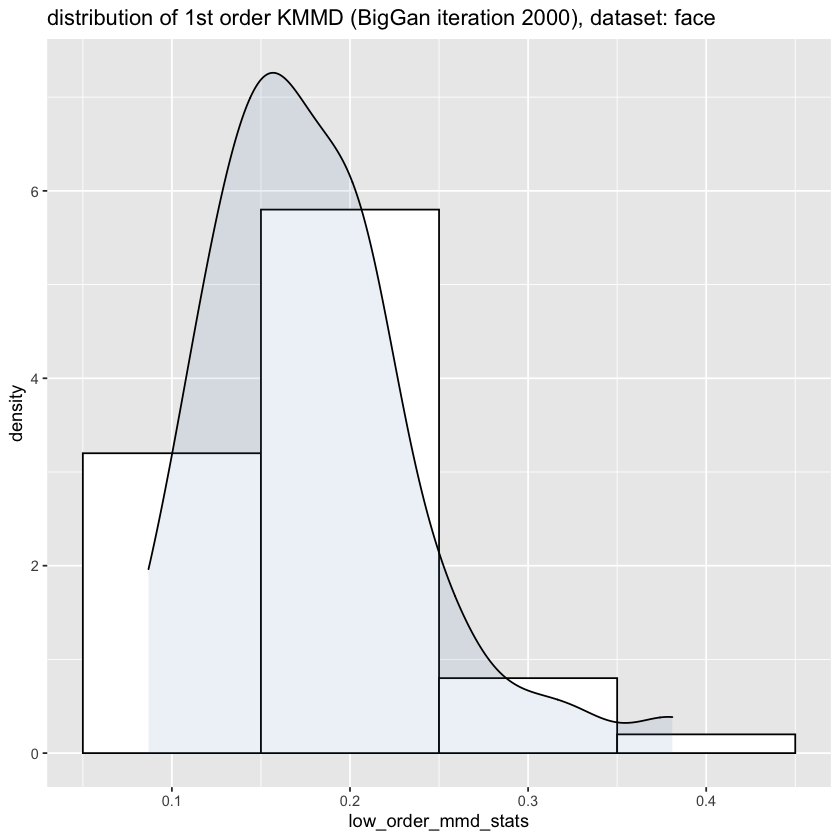 distribution of 1st order KMMD (BigGan iteration 2000), dataset: face
density
6
4
2
0
0.1 0.2 0.3 0.4
low_order_mmd_stats